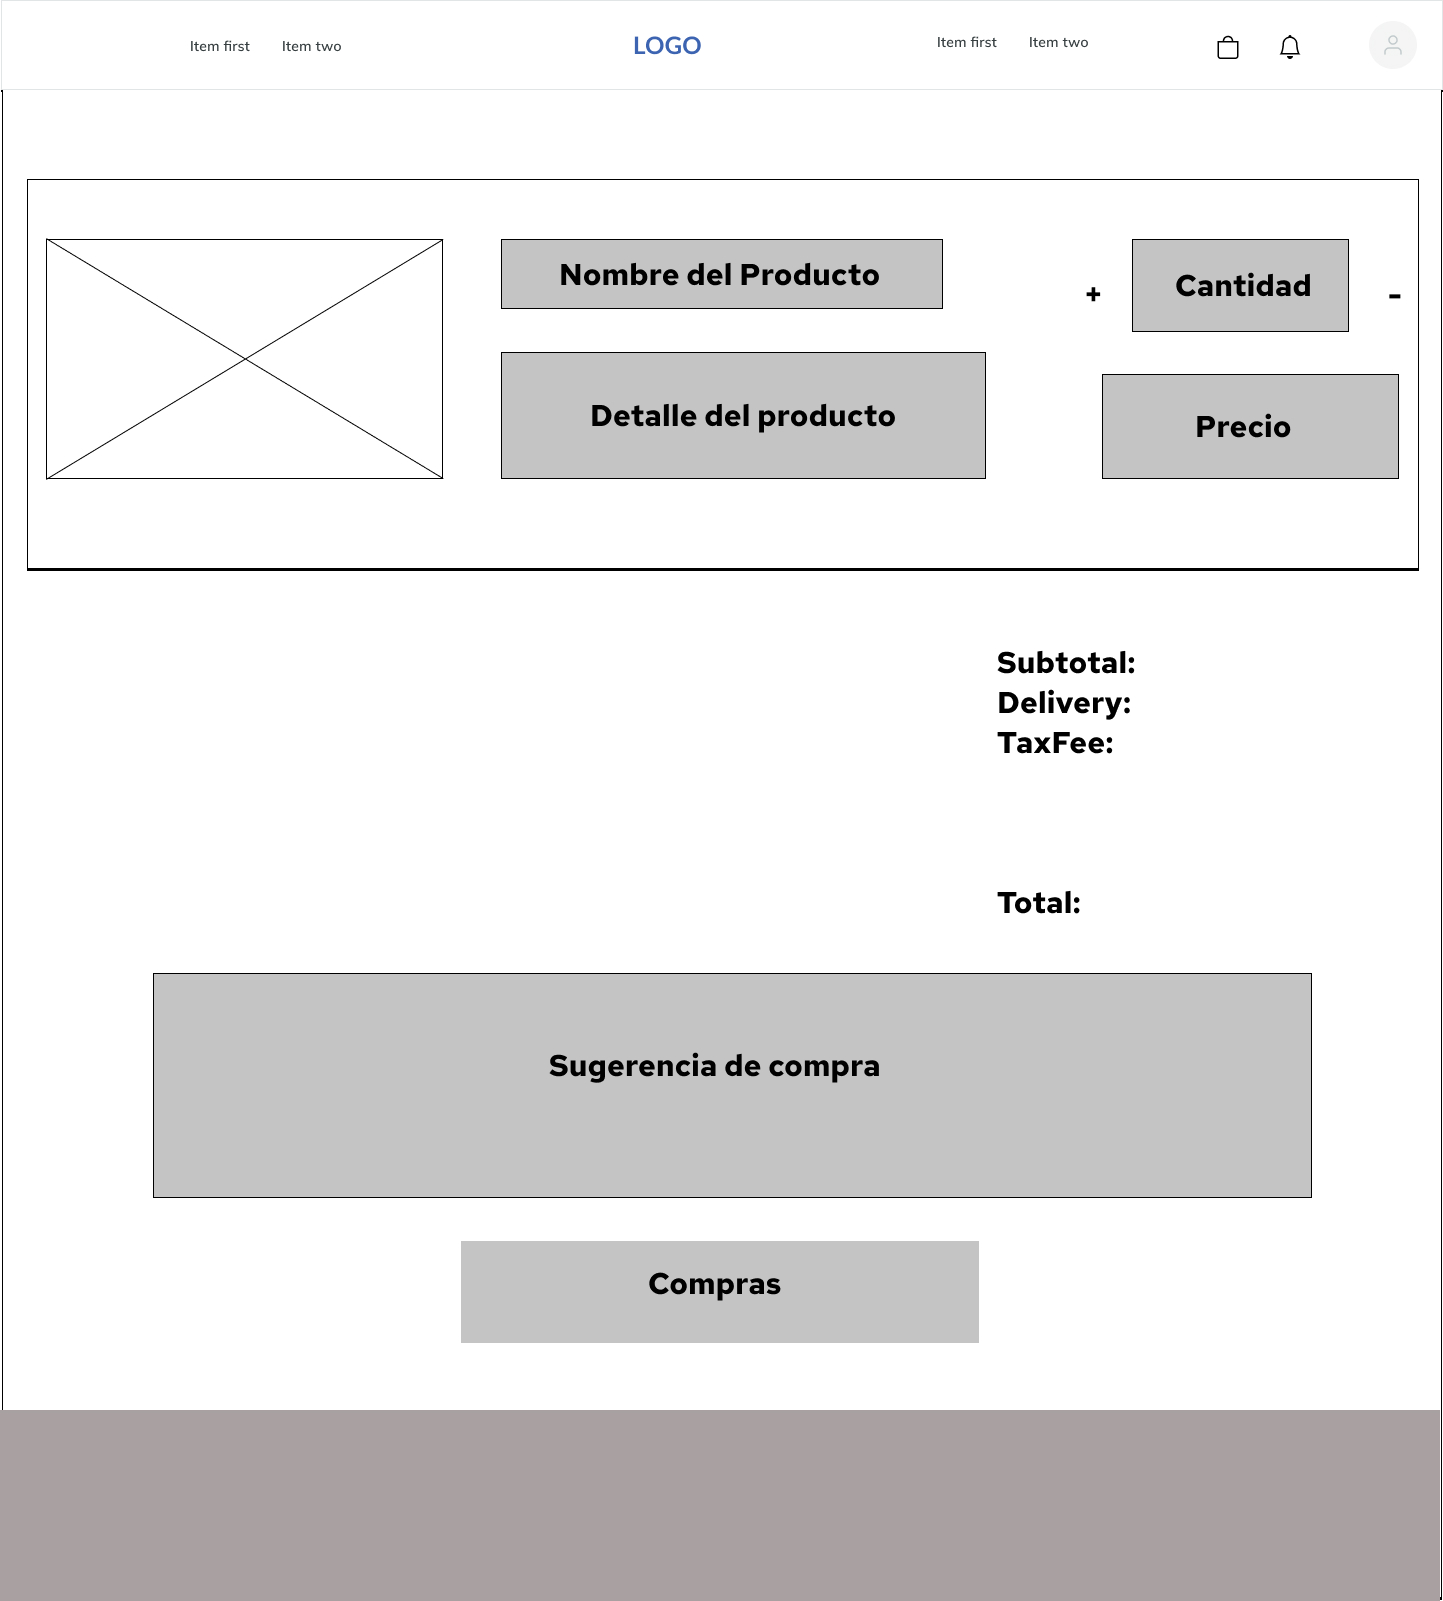 Item first Item two LOGO Item first Item two
Nombre del Producto
+ Cantidad -
Detalle del producto
Precio
Subtotal:
Delivery:
TaxFee:
Total:
Sugerencia de compra
Compras